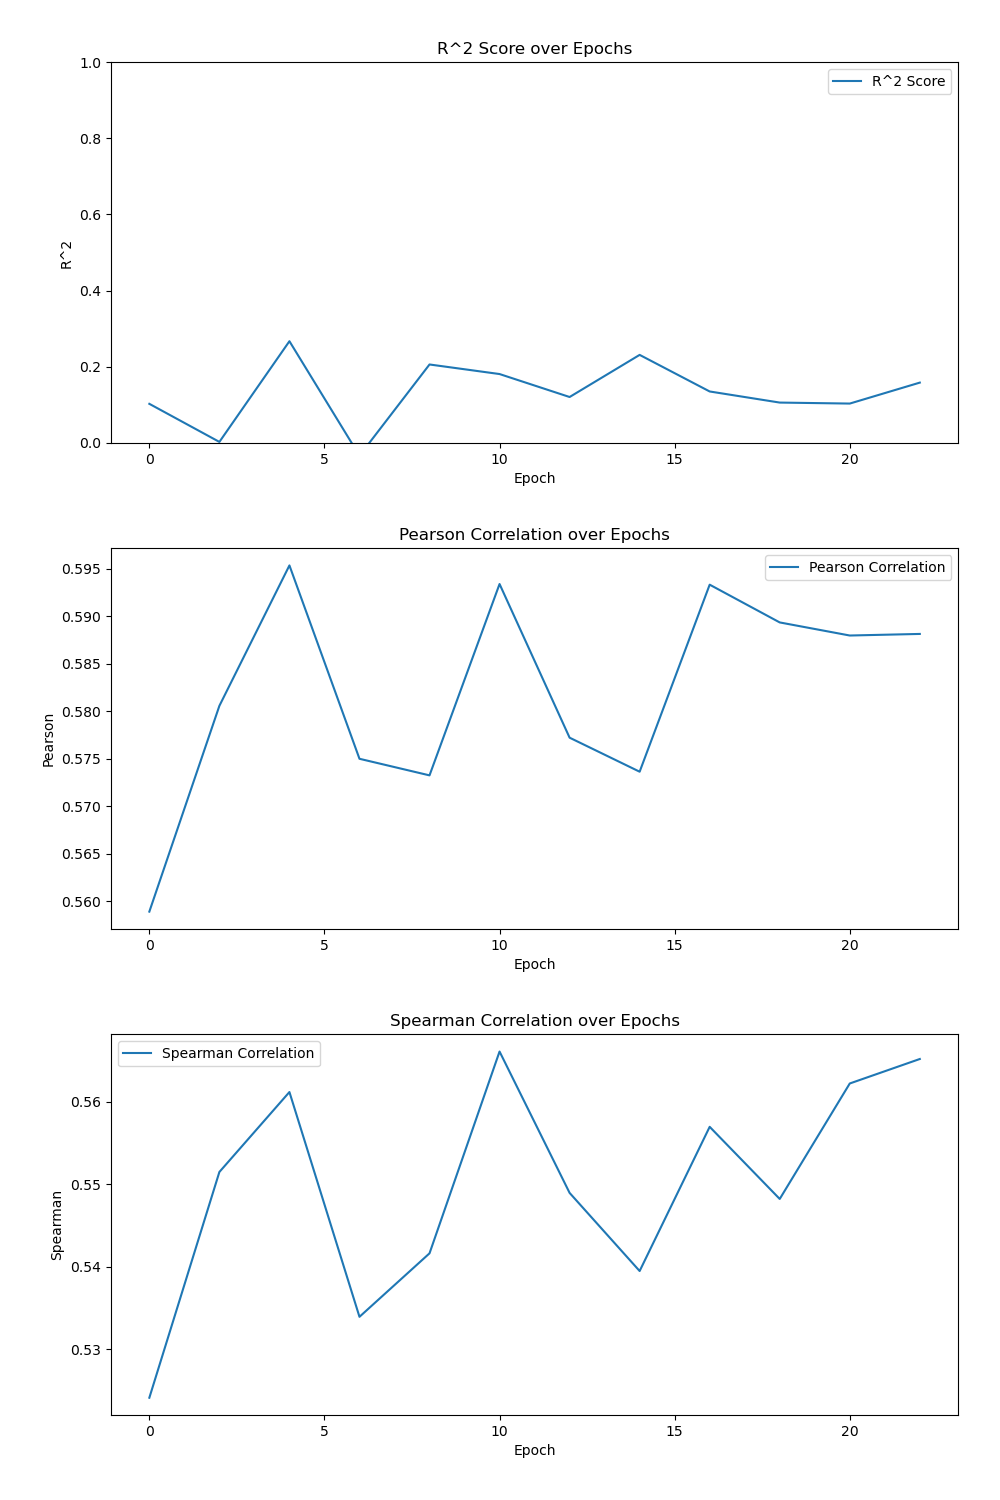 R^2 Score over Epochs
R^2 Score
1.0
0.8
0.6
0.4
0.2
0.0
R^2
0 5 10 15 20
Epoch
Pearson Correlation over Epochs
Pearson Correlation
0.595
0.590
0.585
0.580
0.575
0.570
0.565
0.560
Pearson
0 5 10 15 20
Epoch
Spearman Correlation over Epochs
Spearman Correlation
0.56
0.55
0.54
0.53
Spearman
0 5 10 15 20
Epoch